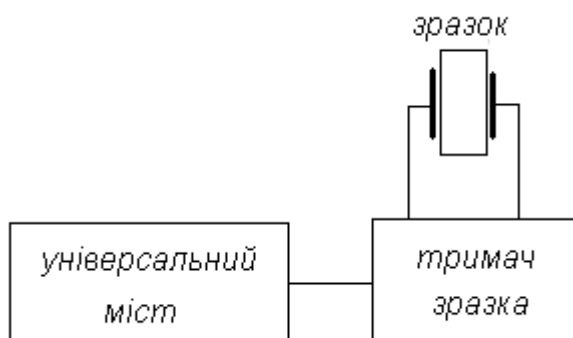 зразок
універсальний
міст
тримач
зразка